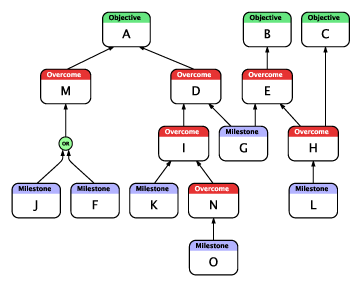 Objective Objective Objective
A B C
Overcome Overcome Overcome
M D E
OR
Overcome Milestone Overcome
I G H
Milestone Milestone Milestone Overcome Milestone
J F K N L
Milestone
O